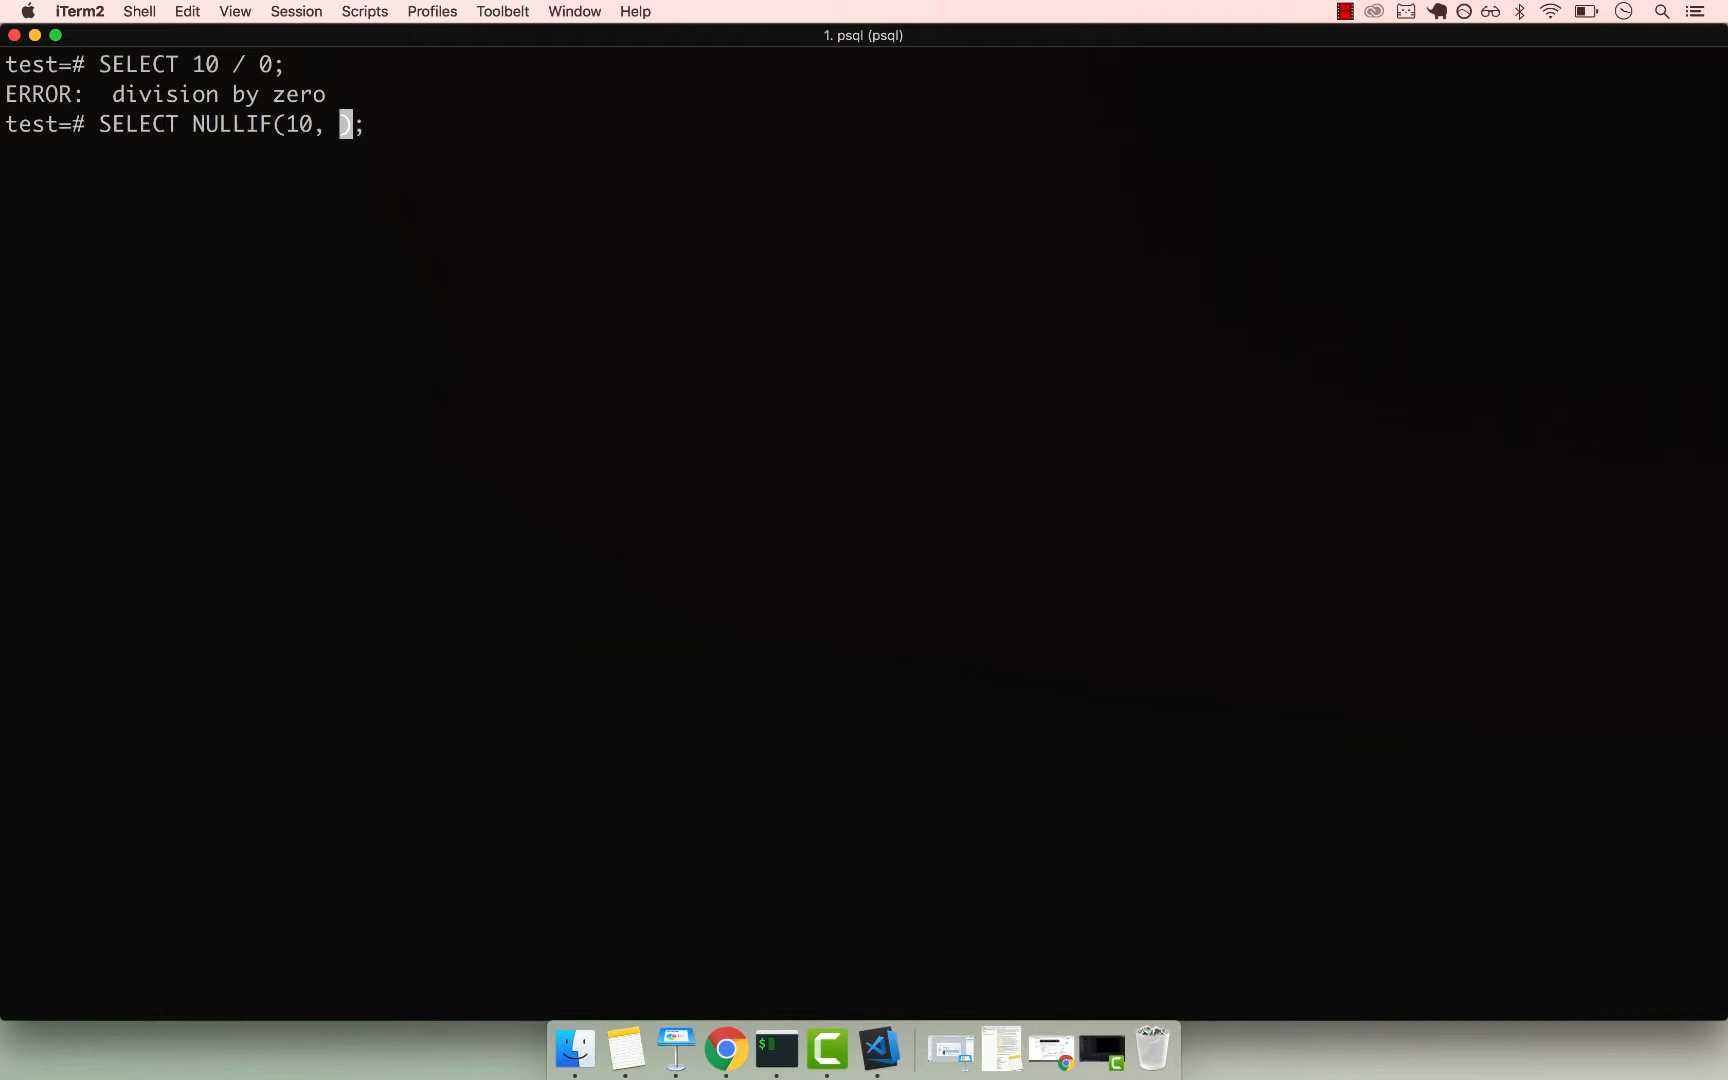 iTerm2 Shell Edit View Session Scripts Profiles Toolbelt Window Help
1. psql (psql)
test=# SELECT 10 / 0;
ERROR:  division by zero
test=# SELECT NULLIF(10, );
$